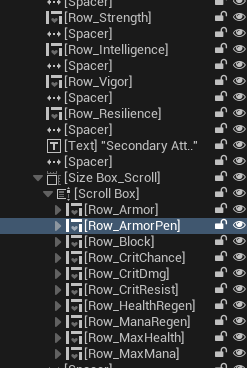 [Spacer]
[Row_Strength]
[Spacer]
[Row_Intelligence]
[Spacer]
[Row_Vigor]
[Spacer]
[Row_Resilience]
[Spacer]
[Text] "Secondary Att.."
[Spacer]
[Size Box_Scroll]
[Scroll Box]
[Row_Armor]
[Row_ArmorPen]
[Row_Block]
[Row_CritChance]
[Row_CritDmg]
[Row_CritResist]
[Row_HealthRegen]
[Row_ManaRegen]
[Row_MaxHealth]
[Row_MaxMana]